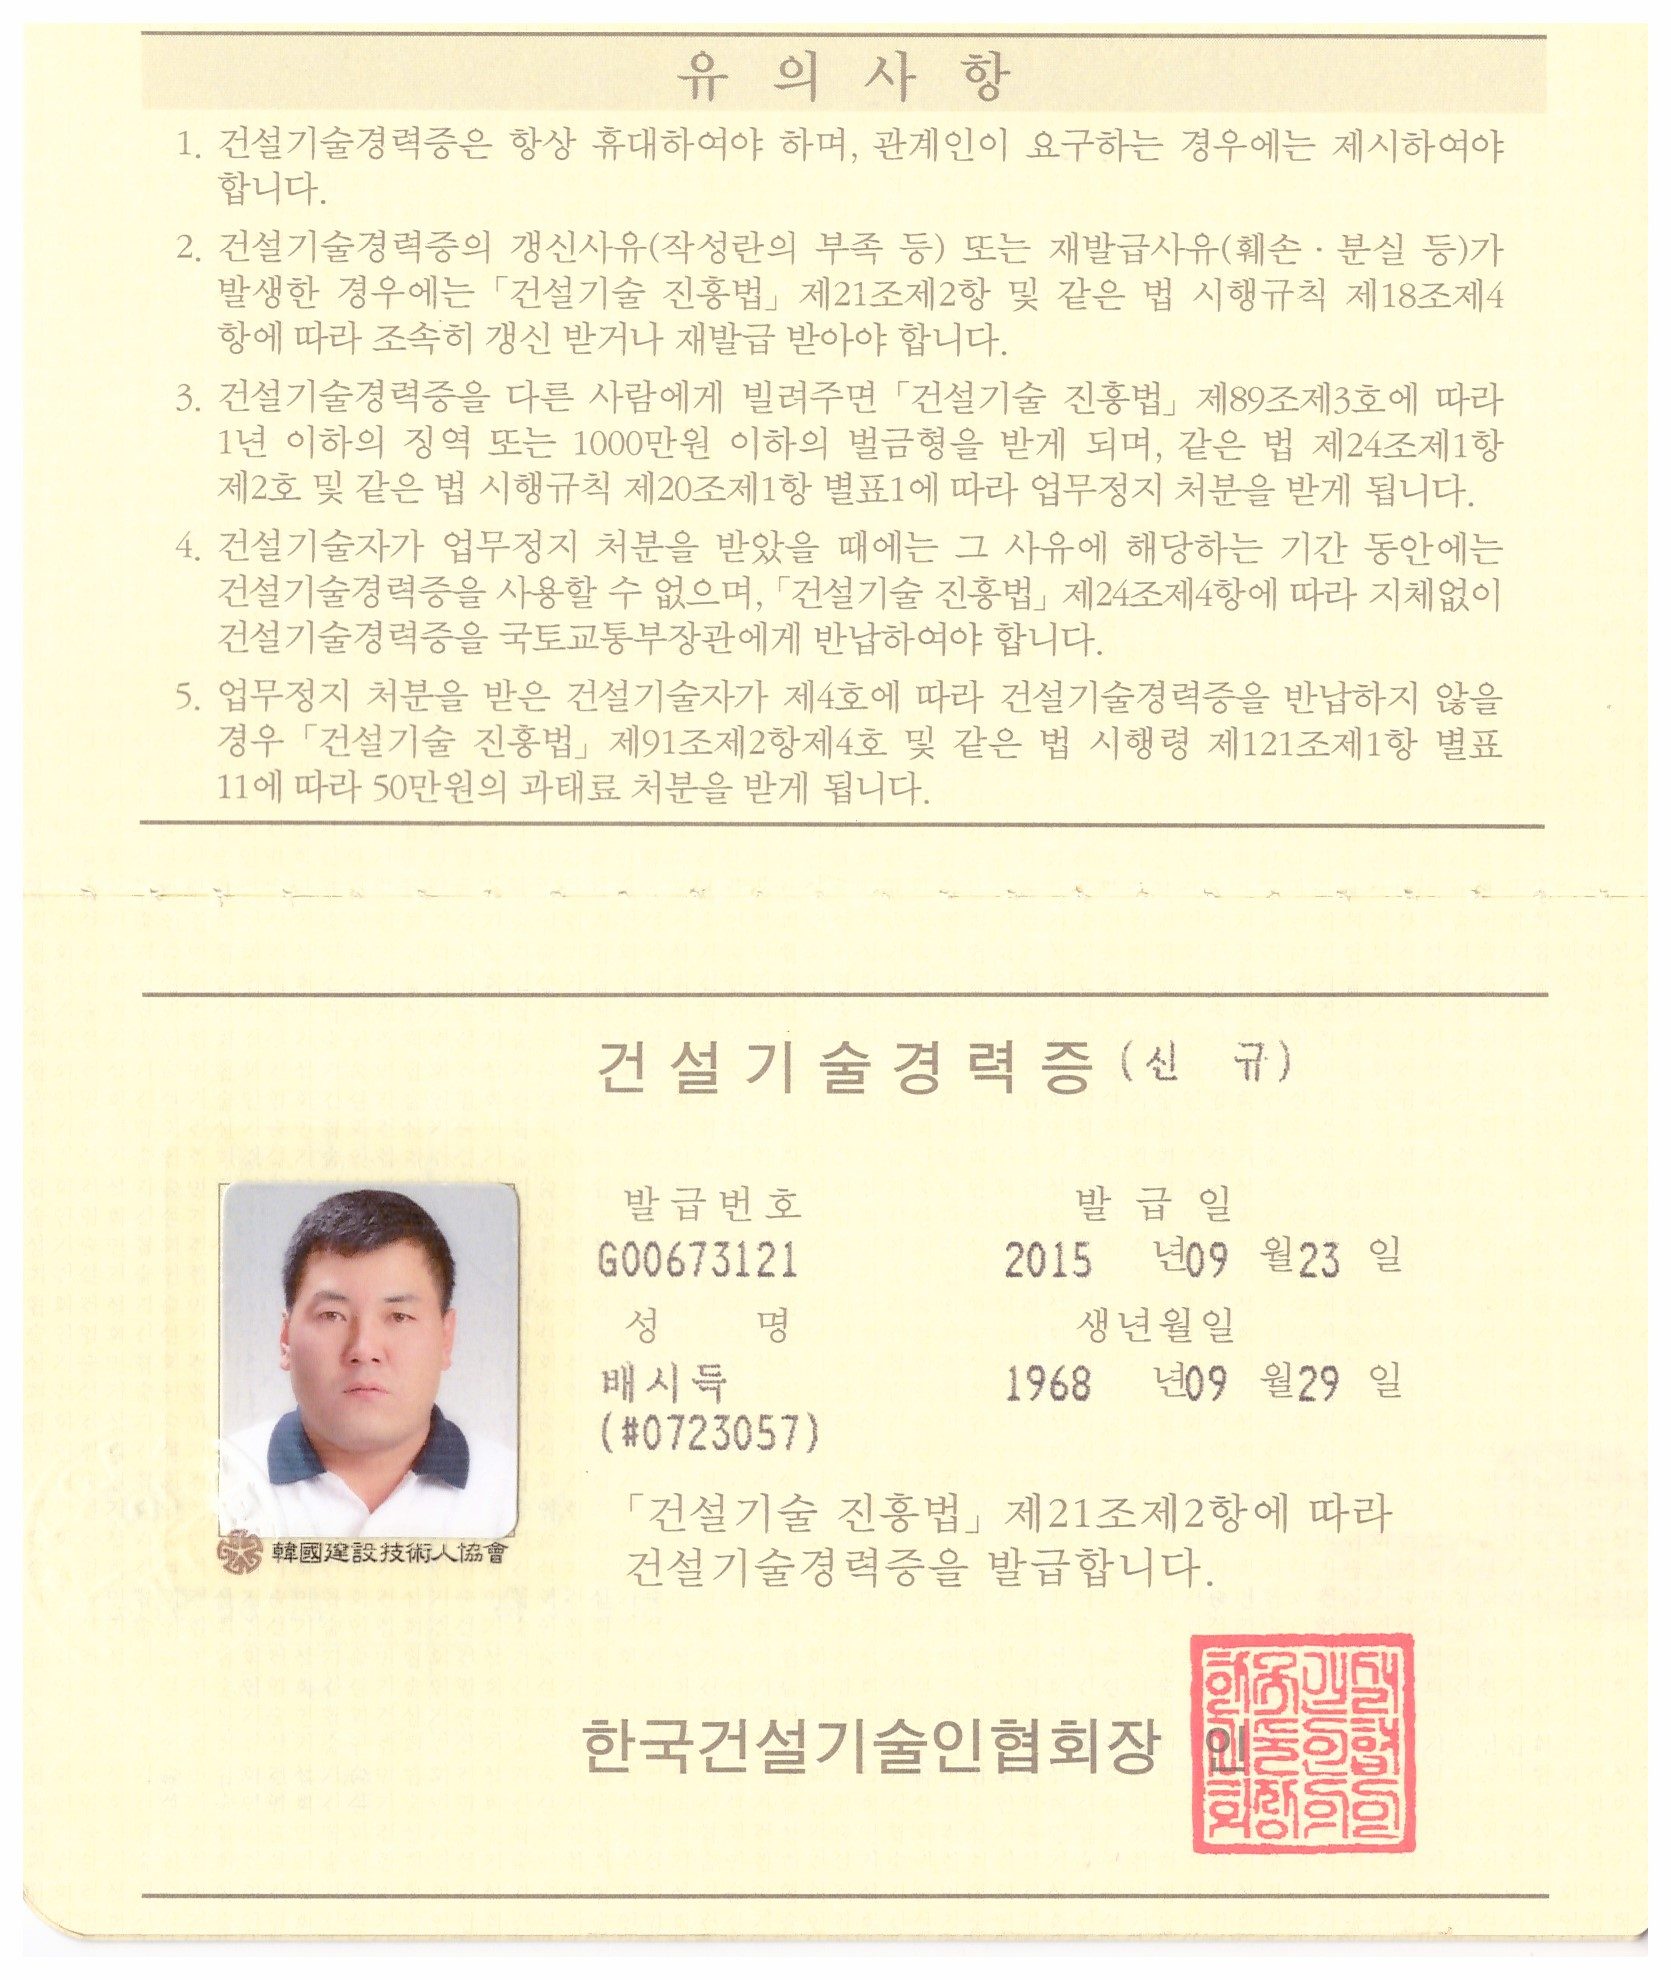 유 의 사 항
1. 건설기술경력증은 항상 휴대하여야 하며, 관계인이 요구하는 경우에는 제시하여야
합니다.
2. 건설기술경력증의 갱신사유(작성란의 부족 등) 또는 재발급사유(훼손 · 분실 등)가
발생한 경우에는 「건설기술 진흥법」 제21조제2항 및 같은 법 시행규칙 제18조제4
항에 따라 조속히 갱신 받거나 재발급 받아야 합니다.
3. 건설기술경력증을 다른 사람에게 빌려주면 「건설기술 진흥법」 제89조제3호에 따라
1년 이하의 징역 또는 1000만원 이하의 벌금형을 받게 되며, 같은 법 제24조제1항
제2호 및 같은 법 시행규칙 제20조제1항 별표1에 따라 업무정지 처분을 받게 됩니다.
4. 건설기술자가 업무정지 처분을 받았을 때에는 그 사유에 해당하는 기간 동안에는
건설기술경력증을 사용할 수 없으며, 「건설기술 진흥법」 제24조제4항에 따라 지체없이
건설기술경력증을 국토교통부장관에게 반납하여야 합니다.
5. 업무정지 처분을 받은 건설기술자가 제4호에 따라 건설기술경력증을 반납하지 않을
경우 「건설기술 진흥법」 제91조제2항제4호 및 같은 법 시행령 제121조제1항 별표
11에 따라 50만원의 과태료 처분을 받게 됩니다.
건설기술경력증 (신 규)
발급번호 발 급 일
G00673121 2015 년09 월23 일
성 명 생년월일
배시득 1968 년09 월29 일
(#0723057)
「건설기술 진흥법」 제21조제2항에 따라
건설기술경력증을 발급합니다.
韓國建設技術人協會
한국건설기술인협회장 인